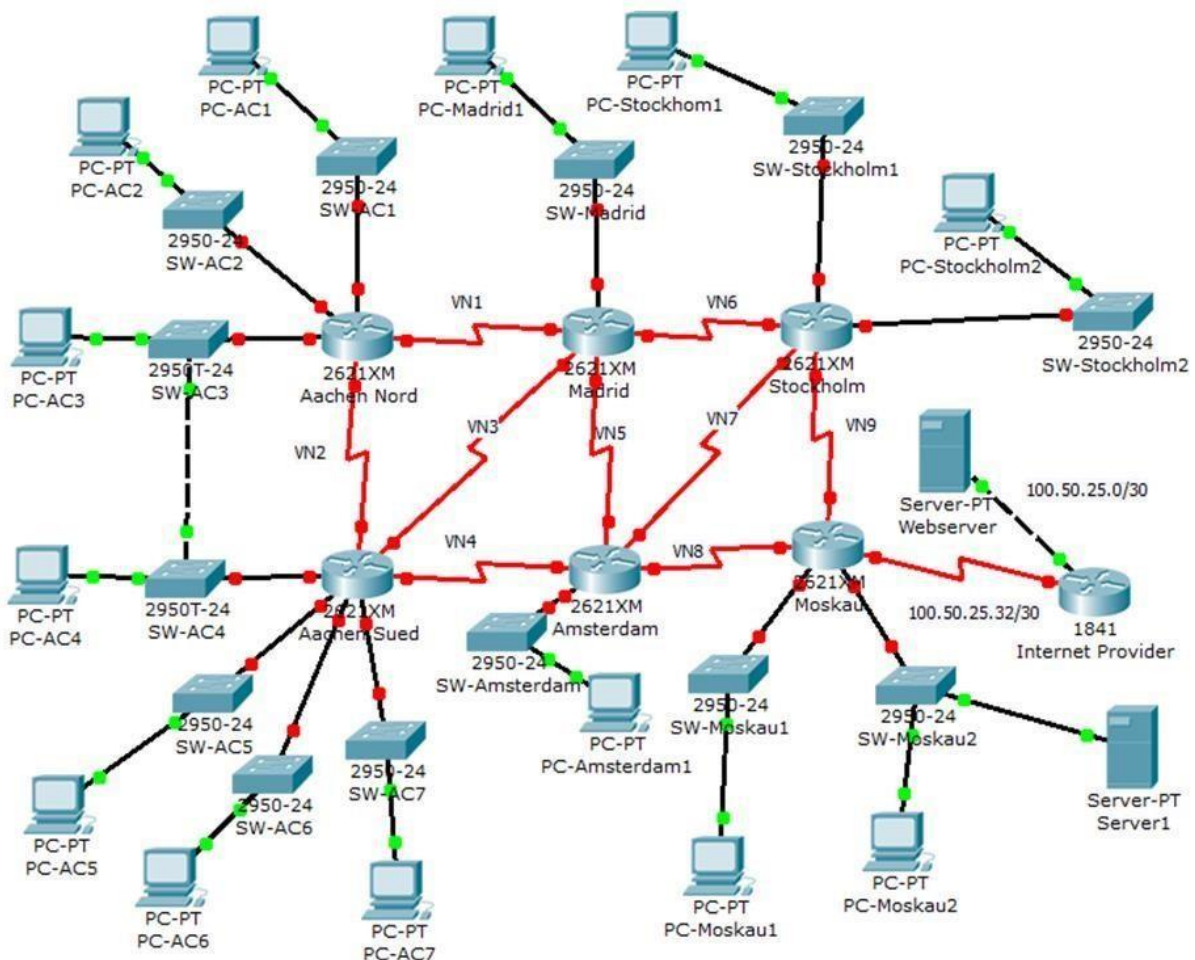 PC-PT
PC-AC1
PC-PT
PC-Madrid1
PC-PT
PC-Stockhom1
PC-PT
PC-AC2
2950-24
SW-AC1
2950-24
SW-Madrid
2950-24
SW-Stockholm1
2950-24
SW-AC2
PC-PT
PC-Stockholm2
VN1
VN6
PC-PT
PC-AC3
2950T-24
SW-AC3
2621XM
Aachen Nord
2621XM
Madrid
2621XM
Stockholm
2950-24
SW-Stockholm2
VN2
VN3
VN5
VN7
VN9
Server-PT
Webserver
100.50.25.0/30
VN4
VN8
PC-PT
PC-AC4
2950T-24
SW-AC4
2621XM
Aachen Sued
2621XM
Amsterdam
2621XM
Moskau
100.50.25.32/30
1841
Internet Provider
2950-24
SW-Amsterdam
2950-24
SW-AC5
2950-24
SW-Moskau1
2950-24
SW-Moskau2
PC-PT
PC-Amsterdam1
2950-24
SW-AC7
2950-24
SW-AC6
Server-PT
Server1
PC-PT
PC-AC5
PC-PT
PC-AC6
PC-PT
PC-AC7
PC-PT
PC-Moskau1
PC-PT
PC-Moskau2